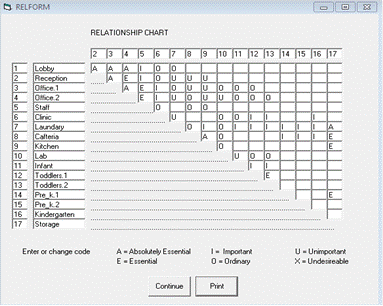 RELFORM
RELATIONSHIP CHART
2 3 4 5 6 7 8 9 10 11 12 13 14 15 16 17
1 Lobby A A A I O O
2 Reception A E I O U U U
3 Office.1 A E I O U U O O O
4 Office.2 E I O U U U O O O
5 Staff O O O
6 Clinic U O O I I I
7 Laundary O I O I I I I I I A
8 Cafteria A O I I I I I E
9 Kitchen O E
10 Lab U O O
11 Infant I I
12 Toddlers.1 E
13 Toddlers.2
14 Pre_k.1 E
15 Pre_k.2
16 Kindergarten
17 Storage
Enter or change code A = Absolutely Essential I = Important U = Unimportant
E = Essential O = Ordinary X = Undesireable
Continue Print